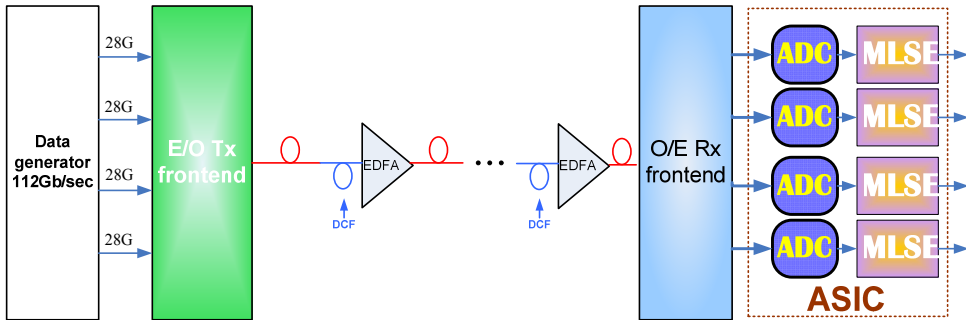 Data
generator
112Gb/sec
28G
28G
28G
28G
E/O Tx
frontend
DCF
EDFA
•••
DCF
EDFA
O/E Rx
frontend
ADC
MLSE
ADC
MLSE
ADC
MLSE
ADC
MLSE
ASIC